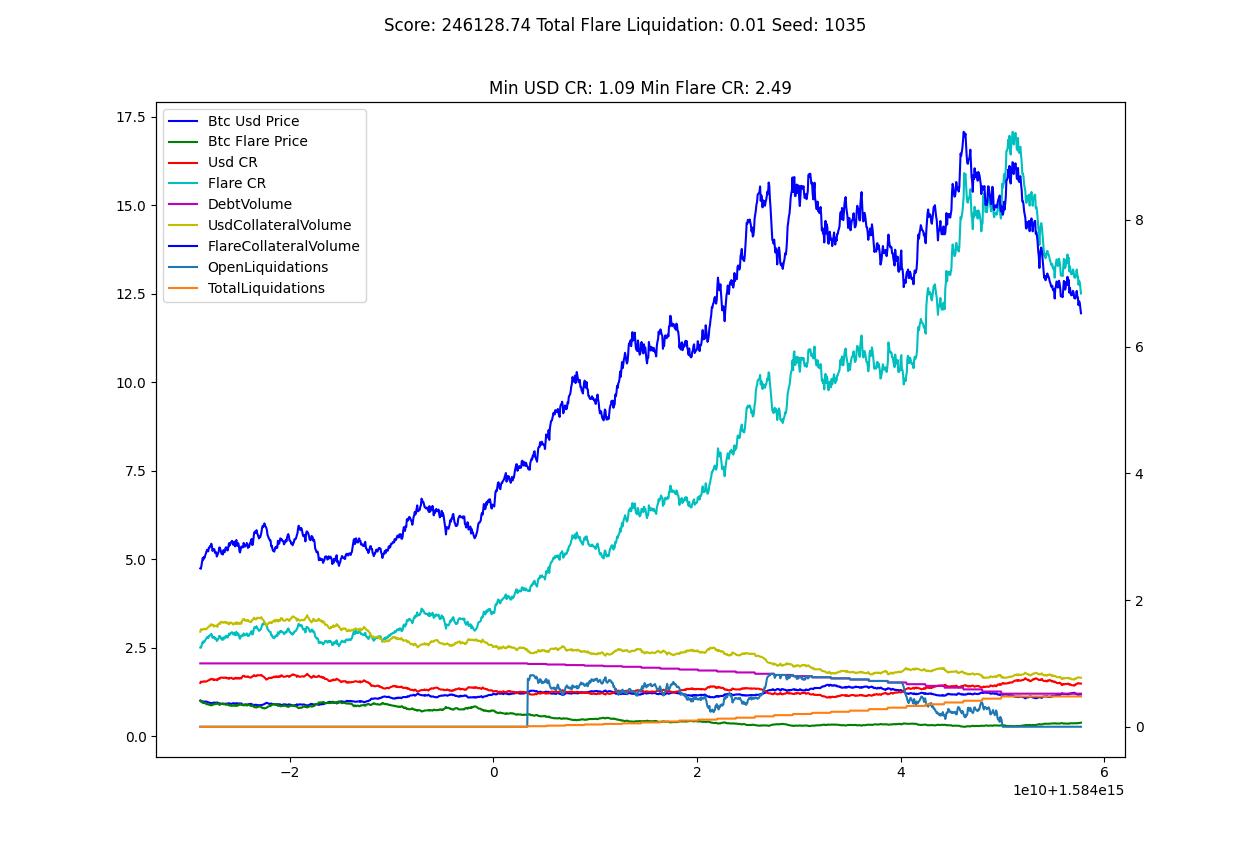 Score: 246128.74 Total Flare Liquidation: 0.01 Seed: 1035
Min USD CR: 1.09 Min Flare CR: 2.49
Btc Usd Price
Btc Flare Price
Usd CR
Flare CR
DebtVolume
UsdCollateralVolume
FlareCollateralVolume
OpenLiquidations
TotalLiquidations
17.5
15.0
12.5
10.0
7.5
5.0
2.5
0.0
8
6
4
2
0
−2 0 2 4 6
1e10+1.584e15